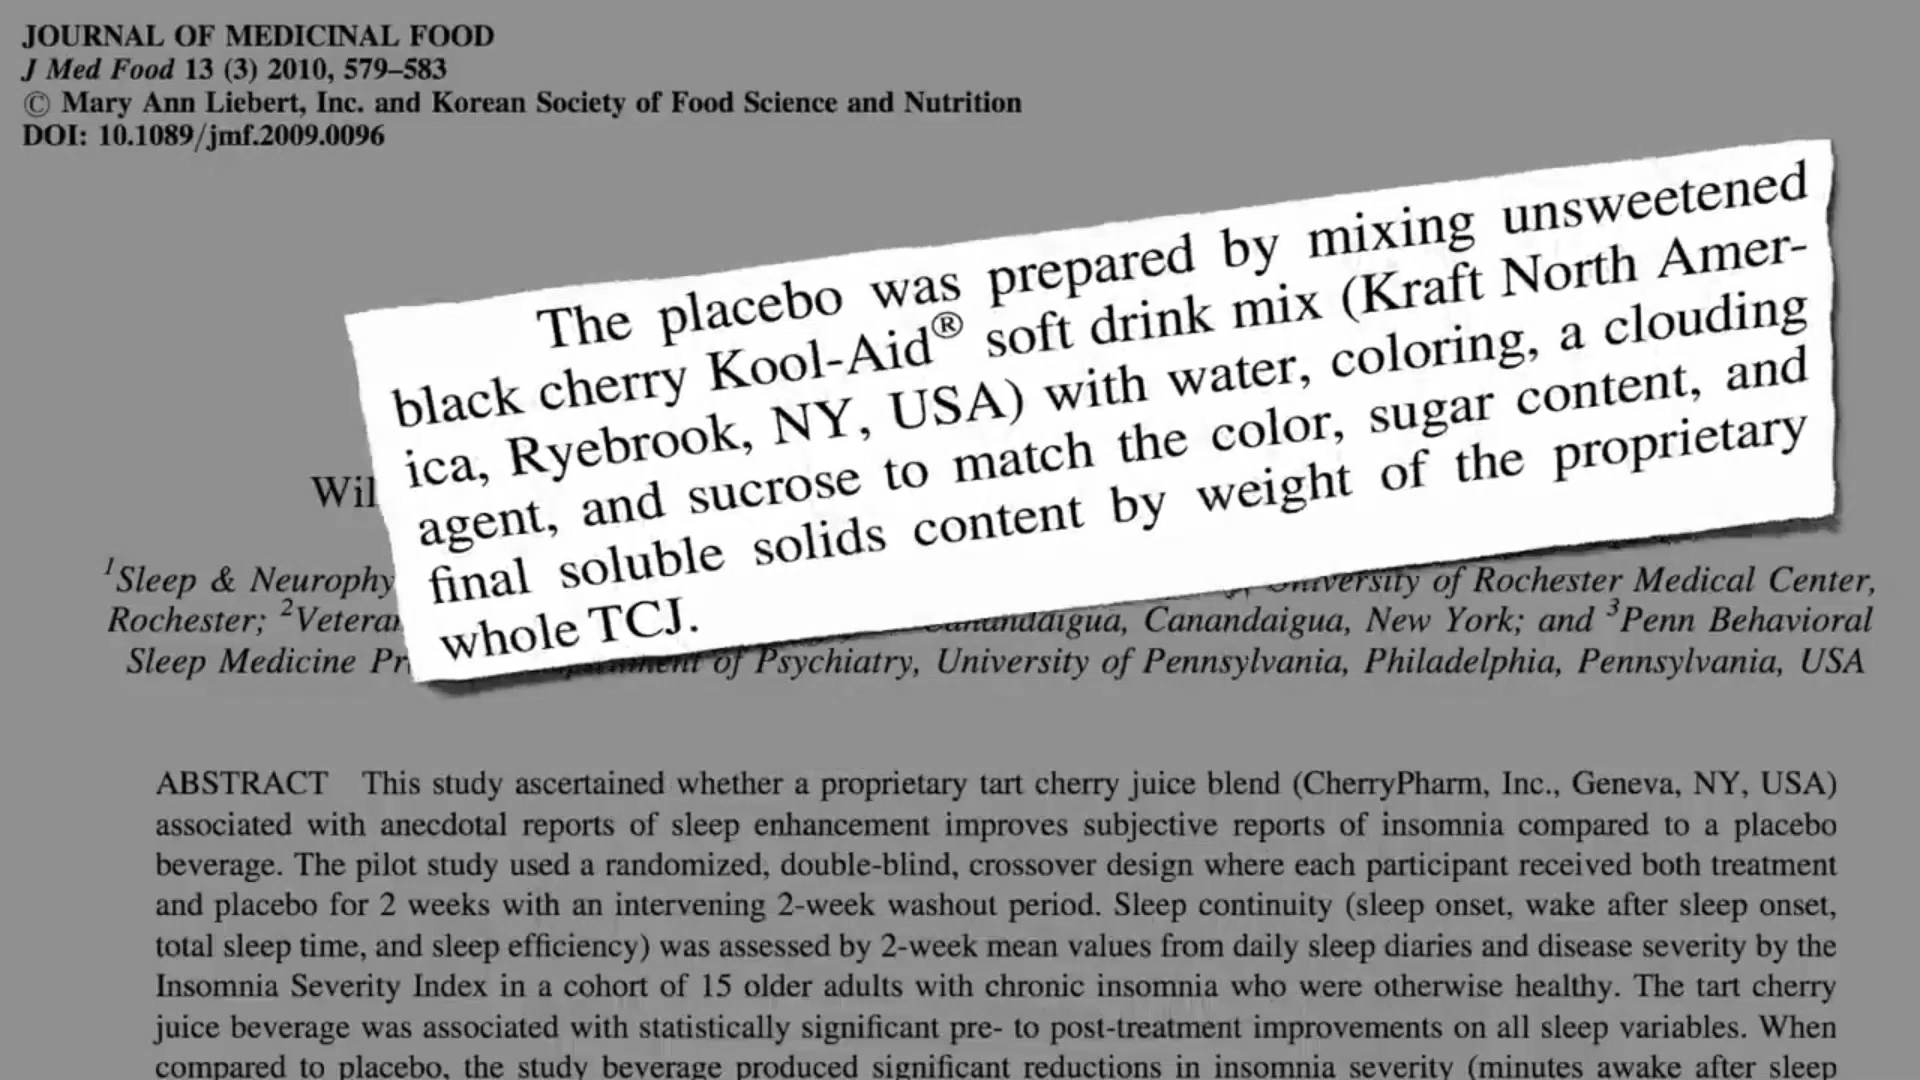 JOURNAL OF MEDICINAL FOOD
J Med Food 13 (3) 2010, 579–583
© Mary Ann Liebert, Inc. and Korean Society of Food Science and Nutrition
DOI: 10.1089/jmf.2009.0096
The placebo was prepared by mixing unsweetened
black cherry Kool-Aid® soft drink mix (Kraft North Amer-
ica, Ryebrook, NY, USA) with water, coloring, a clouding
agent, and sucrose to match the color, sugar content, and
final soluble solids content by weight of the proprietary
whole TCJ.
Wil
1Sleep & Neurophy University of Rochester Medical Center,
Rochester; 2Vetera Canandaigua, Canandaigua, New York; and 3Penn Behavioral
Sleep Medicine Pr of Psychiatry, University of Pennsylvania, Philadelphia, Pennsylvania, USA
ABSTRACT This study ascertained whether a proprietary tart cherry juice blend (CherryPharm, Inc., Geneva, NY, USA)
associated with anecdotal reports of sleep enhancement improves subjective reports of insomnia compared to a placebo
beverage. The pilot study used a randomized, double-blind, crossover design where each participant received both treatment
and placebo for 2 weeks with an intervening 2-week washout period. Sleep continuity (sleep onset, wake after sleep onset,
total sleep time, and sleep efficiency) was assessed by 2-week mean values from daily sleep diaries and disease severity by the
Insomnia Severity Index in a cohort of 15 older adults with chronic insomnia who were otherwise healthy. The tart cherry
juice beverage was associated with statistically significant pre- to post-treatment improvements on all sleep variables. When
compared to placebo, the study beverage produced significant reductions in insomnia severity (minutes awake after sleep